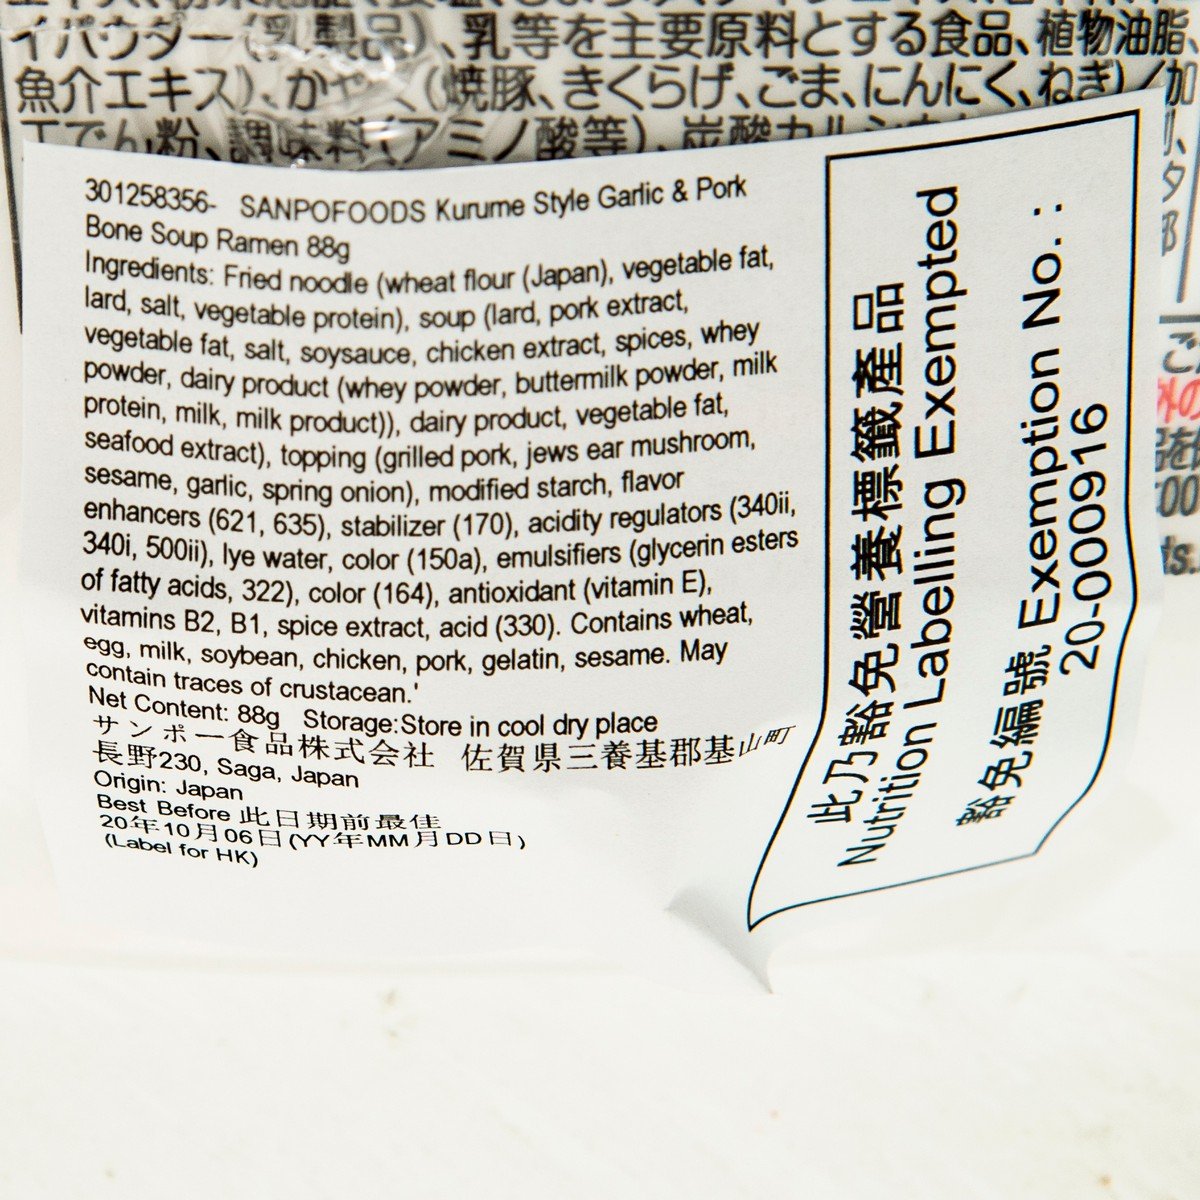 イパウダー(乳製品)、乳等を主要原料とする食品、植物油脂、
魚介エキス)、かやく(焼豚、きくらげ、ごま、にんにく、ねぎ)/加
工でん粉、調味料(アミノ酸等)、炭酸カルシウム
301258356- SANPOFOODS Kurume Style Garlic & Pork
Bone Soup Ramen 88g
Ingredients: Fried noodle (wheat flour (Japan), vegetable fat,
lard, salt, vegetable protein), soup (lard, pork extract,
vegetable fat, salt, soysauce, chicken extract, spices, whey
powder, dairy product (whey powder, buttermilk powder, milk
protein, milk, milk product)), dairy product, vegetable fat,
seafood extract), topping (grilled pork, jews ear mushroom,
sesame, garlic, spring onion), modified starch, flavor
enhancers (621, 635), stabilizer (170), acidity regulators (340ii,
340i, 500ii), lye water, color (150a), emulsifiers (glycerin esters
of fatty acids, 322), color (164), antioxidant (vitamin E),
vitamins B2, B1, spice extract, acid (330). Contains wheat,
egg, milk, soybean, chicken, pork, gelatin, sesame. May
contain traces of crustacean.'
Net Content: 88g Storage:Store in cool dry place
サンポー食品株式会社 佐賀県三養基郡基山町
長野230, Saga, Japan
Origin: Japan
Best Before 此日期前最佳
20年10月06日(YY年MM月DD日)
(Label for HK)
此乃豁免營養標籤產品
Nutrition Labelling Exempted
豁免編號 Exemption No. :
20-000916